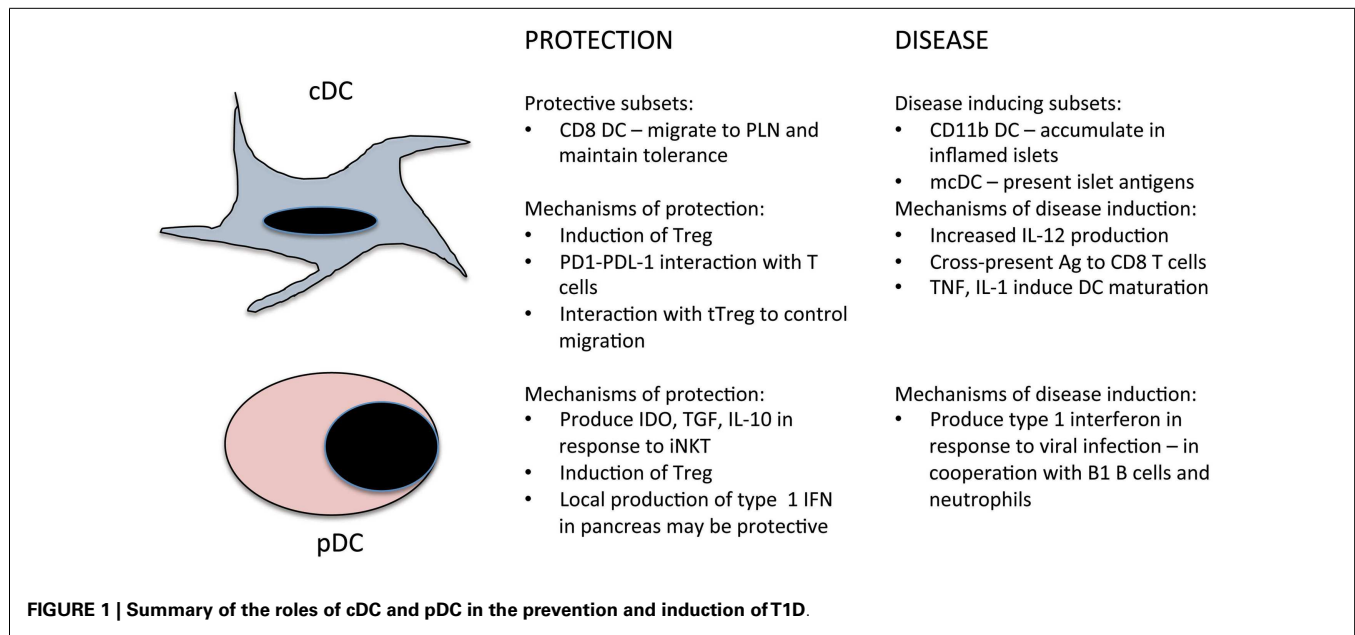 PROTECTION
DISEASE
cDC
Protective subsets:
• CD8 DC – migrate to PLN and
maintain tolerance
Mechanisms of protection:
• Induction of Treg
• PD1-PDL-1 interaction with T
cells
• Interaction with tTreg to control
migration
Disease inducing subsets:
• CD11b DC – accumulate in
inflamed islets
• mcDC – present islet antigens
Mechanisms of disease induction:
• Increased IL-12 production
• Cross-present Ag to CD8 T cells
• TNF, IL-1 induce DC maturation
pDC
Mechanisms of protection:
• Produce IDO, TGF, IL-10 in
response to iNKT
• Induction of Treg
• Local production of type 1 IFN
in pancreas may be protective
Mechanisms of disease induction:
• Produce type 1 interferon in
response to viral infection – in
cooperation with B1 B cells and
neutrophils
FIGURE 1 | Summary of the roles of cDC and pDC in the prevention and induction of T1D.